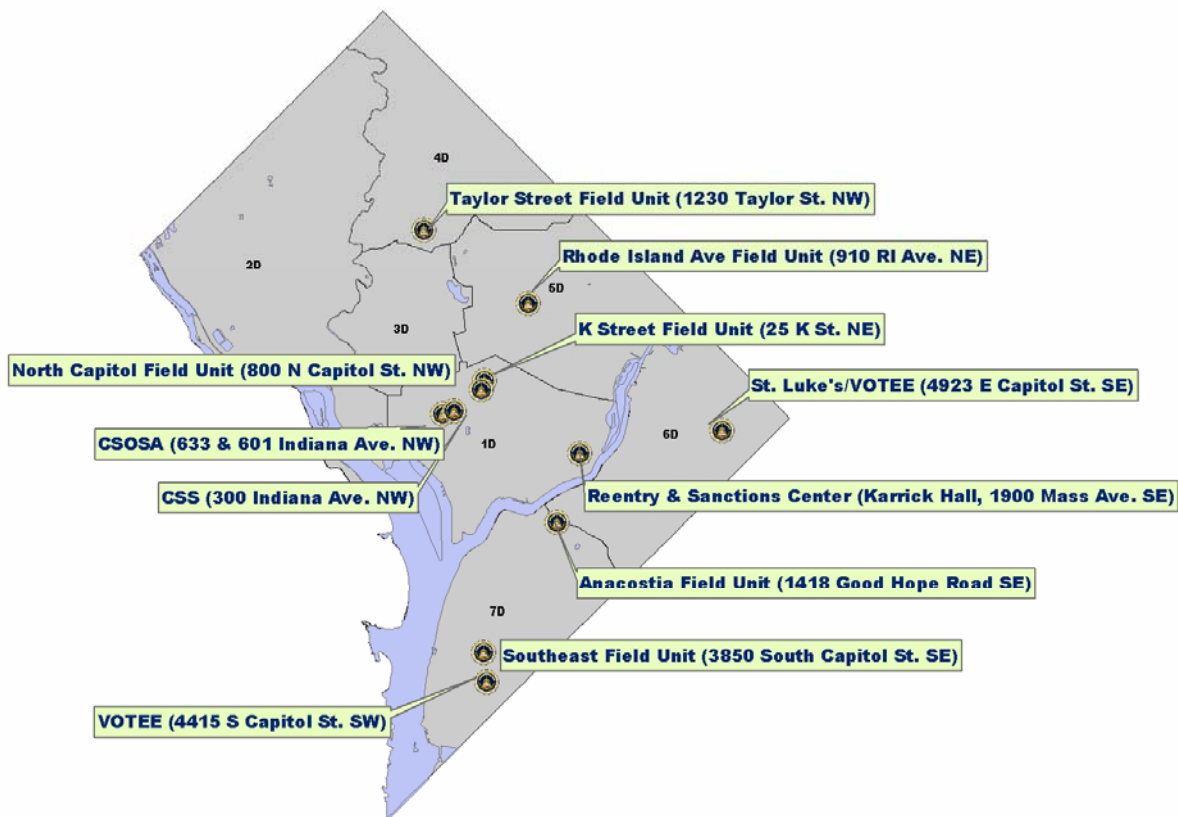 4D
Taylor Street Field Unit (1230 Taylor St. NW)
2D
Rhode Island Ave Field Unit (910 RI Ave. NE)
5D
3D
K Street Field Unit (25 K St. NE)
North Capitol Field Unit (800 N Capitol St. NW)
St. Luke's/VOTEE (4923 E Capitol St. SE)
6D
CSOSA (633 & 601 Indiana Ave. NW)
1D
CSS (300 Indiana Ave. NW)
Reentry & Sanctions Center (Karrick Hall, 1900 Mass Ave. SE)
Anacostia Field Unit (1418 Good Hope Road SE)
7D
Southeast Field Unit (3850 South Capitol St. SE)
VOTEE (4415 S Capitol St. SW)